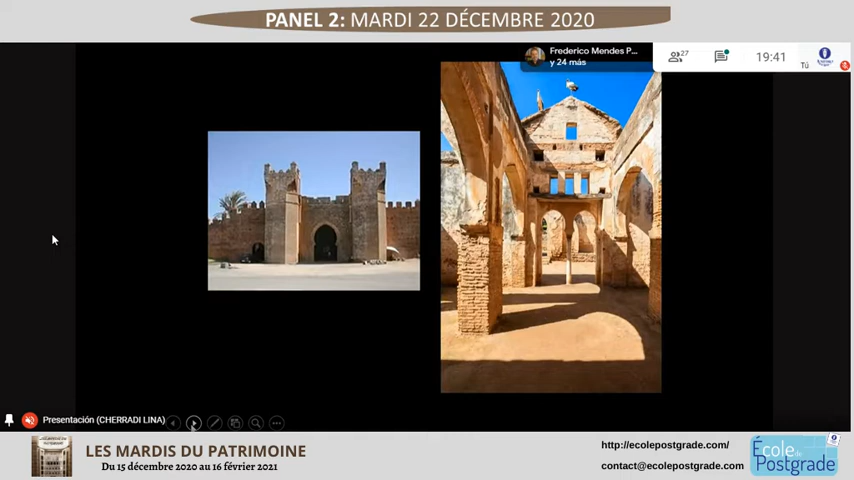 PANEL 2: MARDI 22 DÉCEMBRE 2020
Frederico Mendes P...
y 24 más
27
19:41
Tú
Presentación (CHERRADI LINA)
LES MARDIS DU PATRIMOINE
Du 15 décembre 2020 au 16 février 2021
http://ecolepostgrade.com/
contact@ecolepostgrade.com
École de
Postgrade